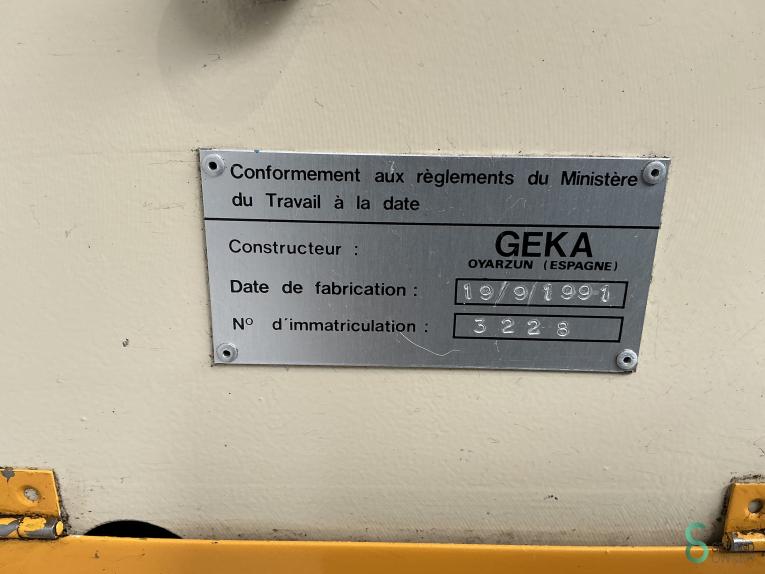 Conformement aux règlements du Ministère
du Travail à la date
Constructeur : GEKA
OYARZUN (ESPAGNE)
Date de fabrication : 19/9/1991
Nº d'immatriculation : 3228